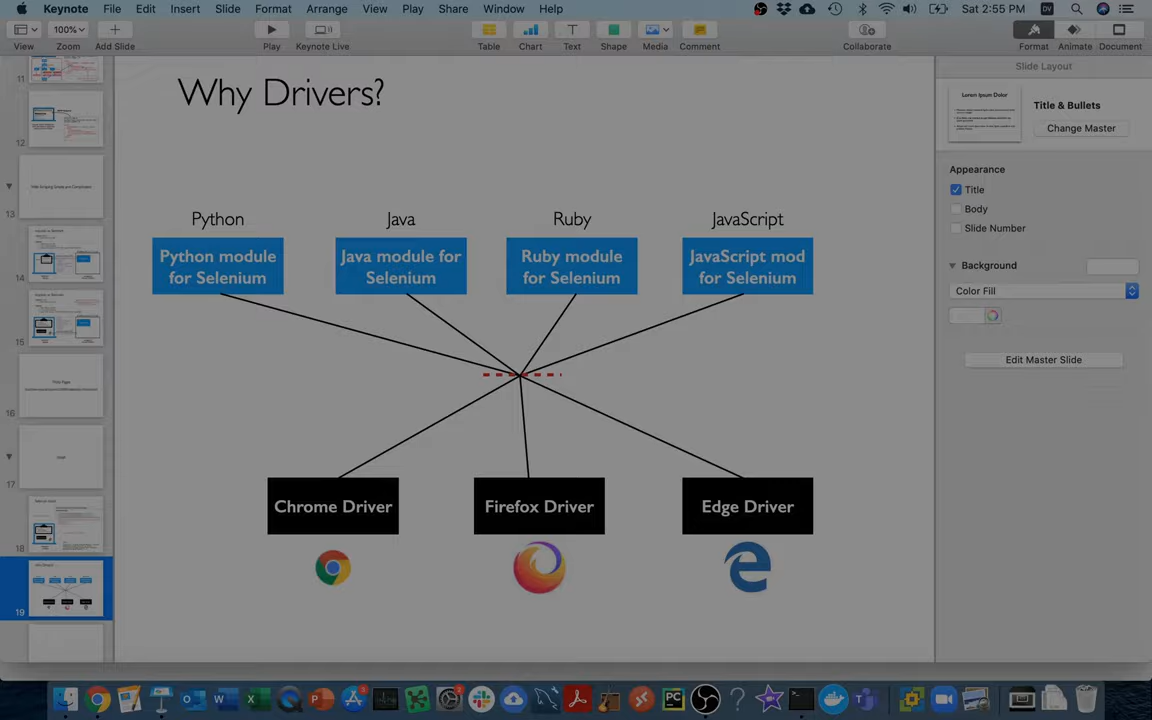 Keynote File Edit Insert Slide Format Arrange View Play Share Window Help Sat 2:55 PM DV
100%
View Zoom Add Slide Play Keynote Live Table Chart Text Shape Media Comment Collaborate Format Animate Document
Slide Layout
Why Drivers?
Python Java Ruby JavaScript
Python module for Selenium
Java module for Selenium
Ruby module for Selenium
JavaScript mod for Selenium
Chrome Driver Firefox Driver Edge Driver
11
12
13
14
15
16
17
18
19
Lorem Ipsum Dolor
Title & Bullets
Change Master
Appearance
Title
Body
Slide Number
Background
Color Fill
Edit Master Slide